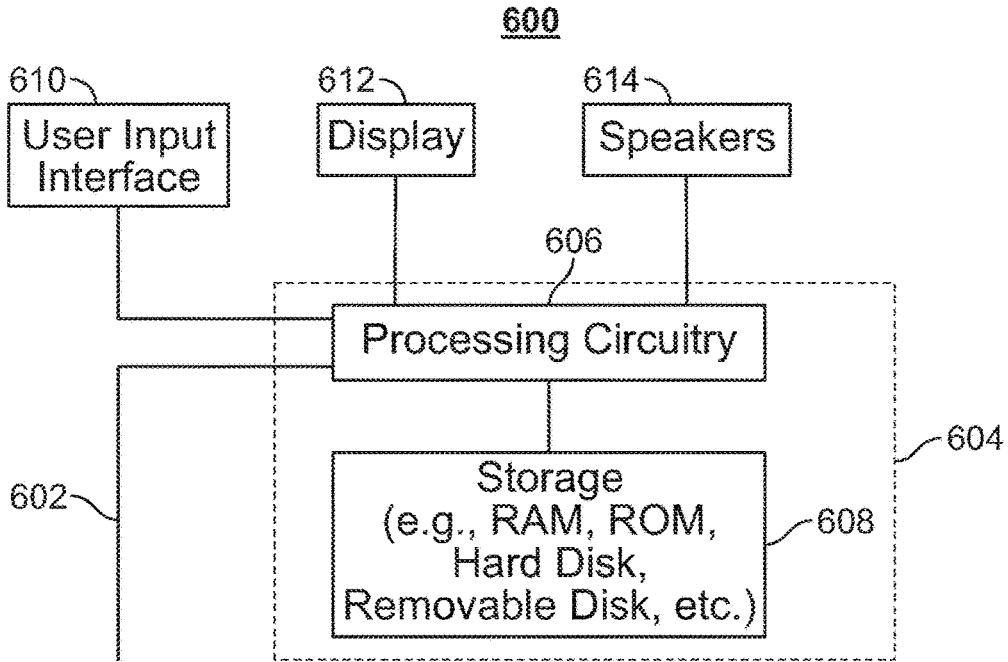 600
610
612
614
User Input
Interface
Display
Speakers
606
Processing Circuitry
604
602
Storage
(e.g., RAM, ROM,
Hard Disk,
Removable Disk, etc.)
608